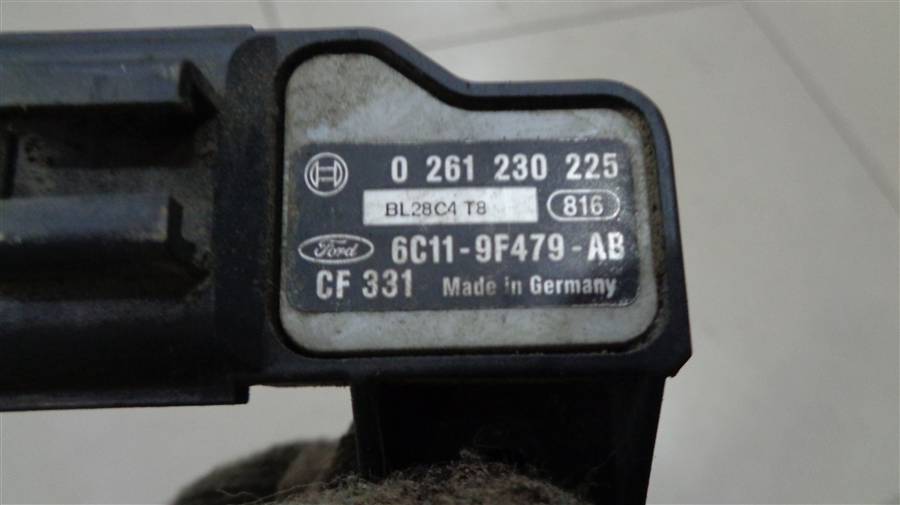 0 261 230 225
BL28C4 T8 816
Ford 6C11-9F479-AB
CF 331 Made in Germany